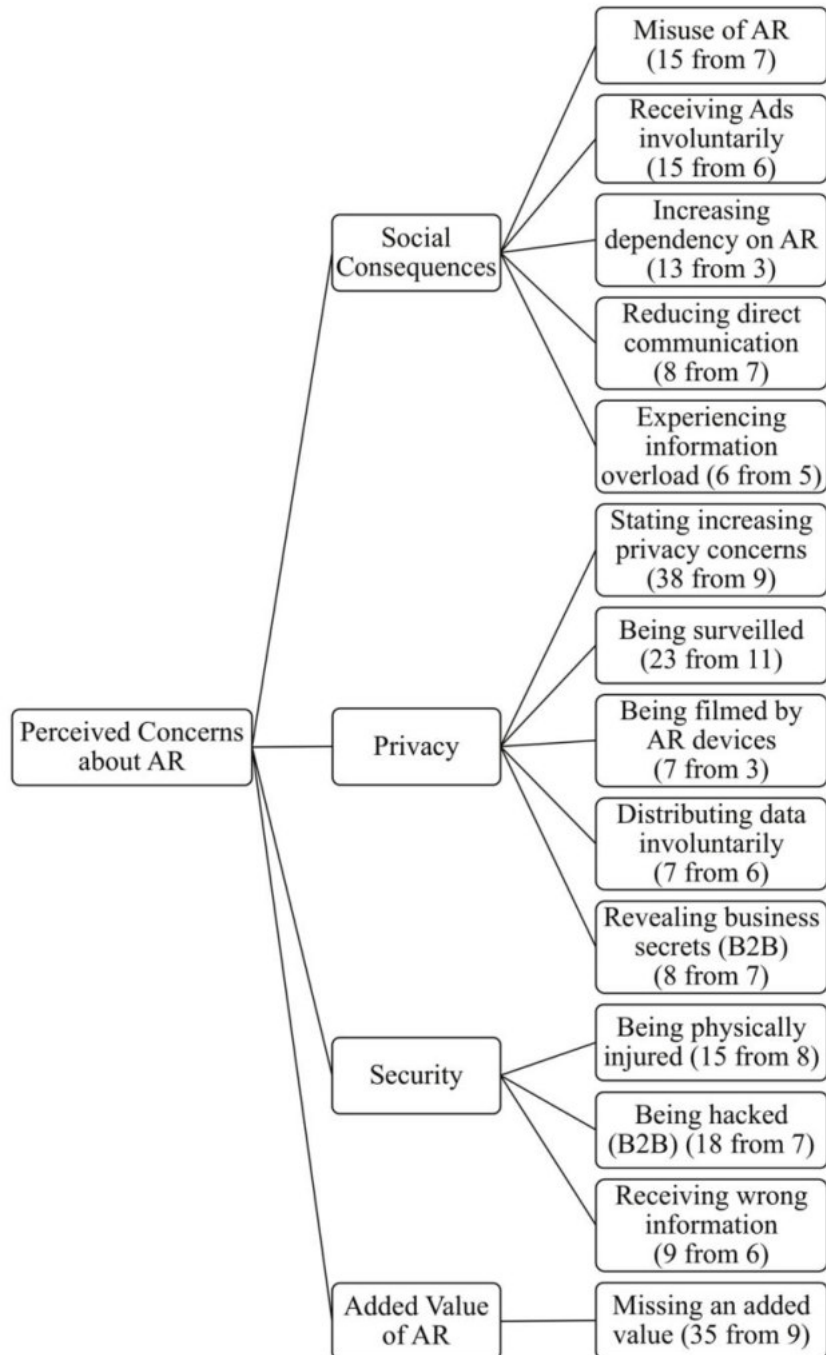 Misuse of AR
(15 from 7)
Receiving Ads
involuntarily
(15 from 6)
Social
Consequences
Increasing
dependency on AR
(13 from 3)
Reducing direct
communication
(8 from 7)
Experiencing
information
overload (6 from 5)
Stating increasing
privacy concerns
(38 from 9)
Being surveilled
(23 from 11)
Perceived Concerns
about AR
Privacy
Being filmed by
AR devices
(7 from 3)
Distributing data
involuntarily
(7 from 6)
Revealing business
secrets (B2B)
(8 from 7)
Security
Being physically
injured (15 from 8)
Being hacked
(B2B) (18 from 7)
Receiving wrong
information
(9 from 6)
Added Value
of AR
Missing an added
value (35 from 9)